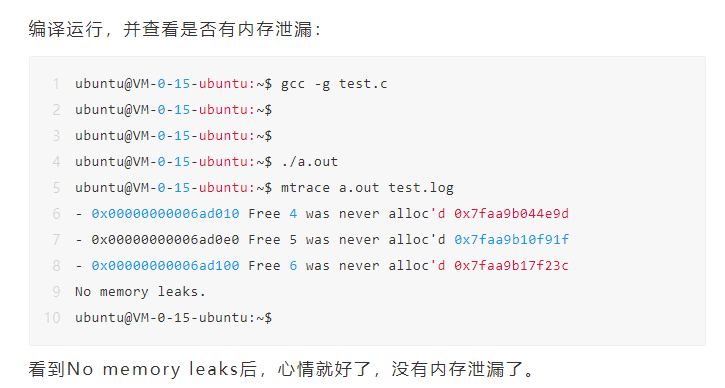 编译运行，并查看是否有内存泄漏：
1 ubuntu@VM-0-15-ubuntu:~$ gcc -g test.c
2 ubuntu@VM-0-15-ubuntu:~$
3 ubuntu@VM-0-15-ubuntu:~$
4 ubuntu@VM-0-15-ubuntu:~$ ./a.out
5 ubuntu@VM-0-15-ubuntu:~$ mtrace a.out test.log
6 - 0x00000000006ad010 Free 4 was never alloc'd 0x7faa9b044e9d
7 - 0x00000000006ad0e0 Free 5 was never alloc'd 0x7faa9b10f91f
8 - 0x00000000006ad100 Free 6 was never alloc'd 0x7faa9b17f23c
9 No memory leaks.
10 ubuntu@VM-0-15-ubuntu:~$
看到No memory leaks后，心情就好了，没有内存泄漏了。